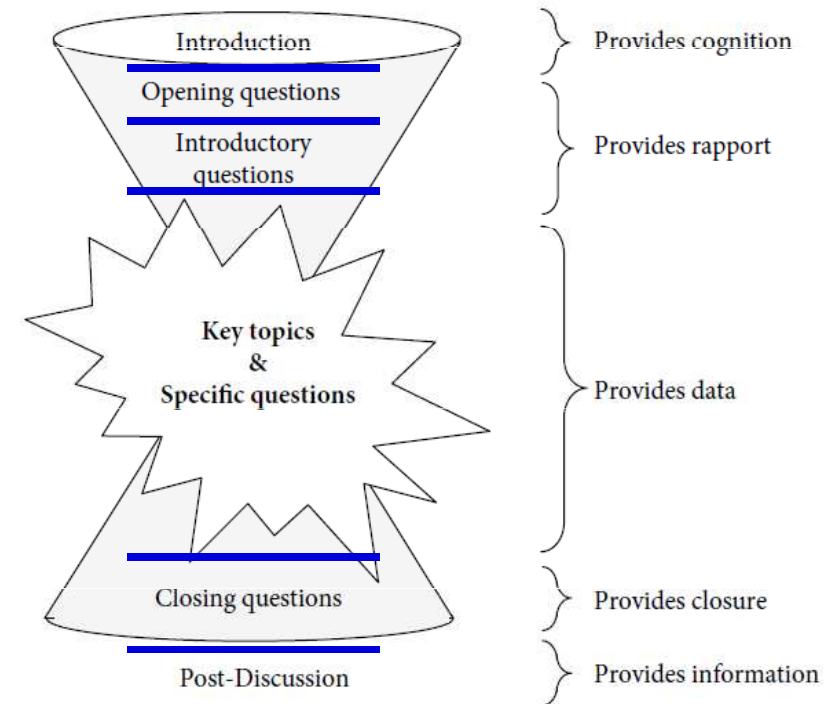 Introduction
Provides cognition
Opening questions
Introductory
questions
Provides rapport
Key topics
&
Specific questions
Provides data
Closing questions
Provides closure
Post-Discussion
Provides information